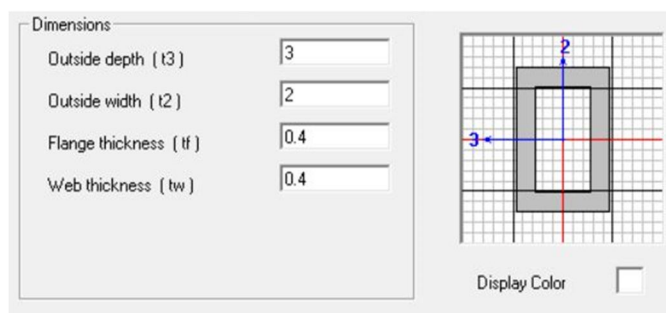 Dimensions
Outside depth ( t3 ) 3
Outside width ( t2 ) 2
Flange thickness ( tf ) 0.4
Web thickness ( tw ) 0.4
2
3
Display Color